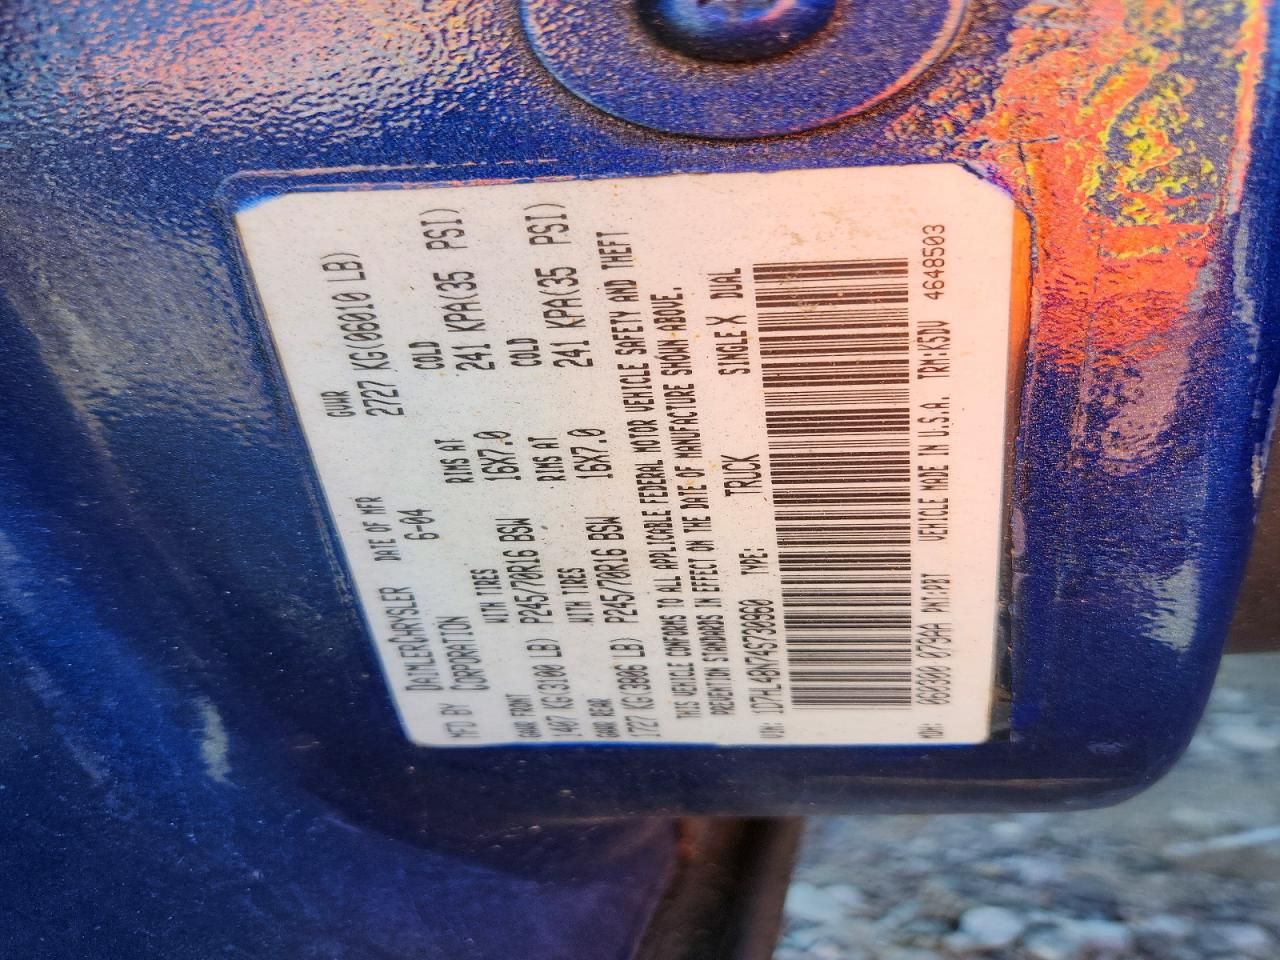 MFD BY DAIMLERCHRYSLER CORPORATION DATE OF MFR 6-04 GVWR 2727 KG(06010 LB)
GAWR FRONT WITH TIRES RIMS AT COLD
1407 KG(3100 LB) P245/70R16 BSW 16X7.0 241 KPA(35 PSI)
GAWR REAR WITH TIRES RIMS AT COLD
1727 KG(3806 LB) P245/70R16 BSW 16X7.0 241 KPA(35 PSI)
THIS VEHICLE CONFORMS TO ALL APPLICABLE FEDERAL MOTOR VEHICLE SAFETY AND THEFT
PREVENTION STANDARDS IN EFFECT ON THE DATE OF MANUFACTURE SHOWN ABOVE.
VIN: 1D7HL48N74S730960 TYPE: TRUCK SINGLE X DUAL
MDH: 060300 079AA PNT:PBT VEHICLE MADE IN U.S.A. TRM:K5DV 4648503